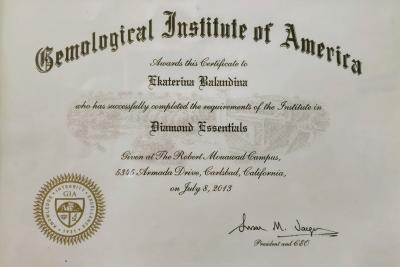 Gemological Institute of America
Awards this Certificate to
Ekaterina Balandina
who has successfully completed the requirements of the Institute in
Diamond Essentials
Given at The Robert Mouawad Campus,
5345 Armada Drive, Carlsbad, California,
on July 8, 2013
GIA
Susan M.
President and CEO